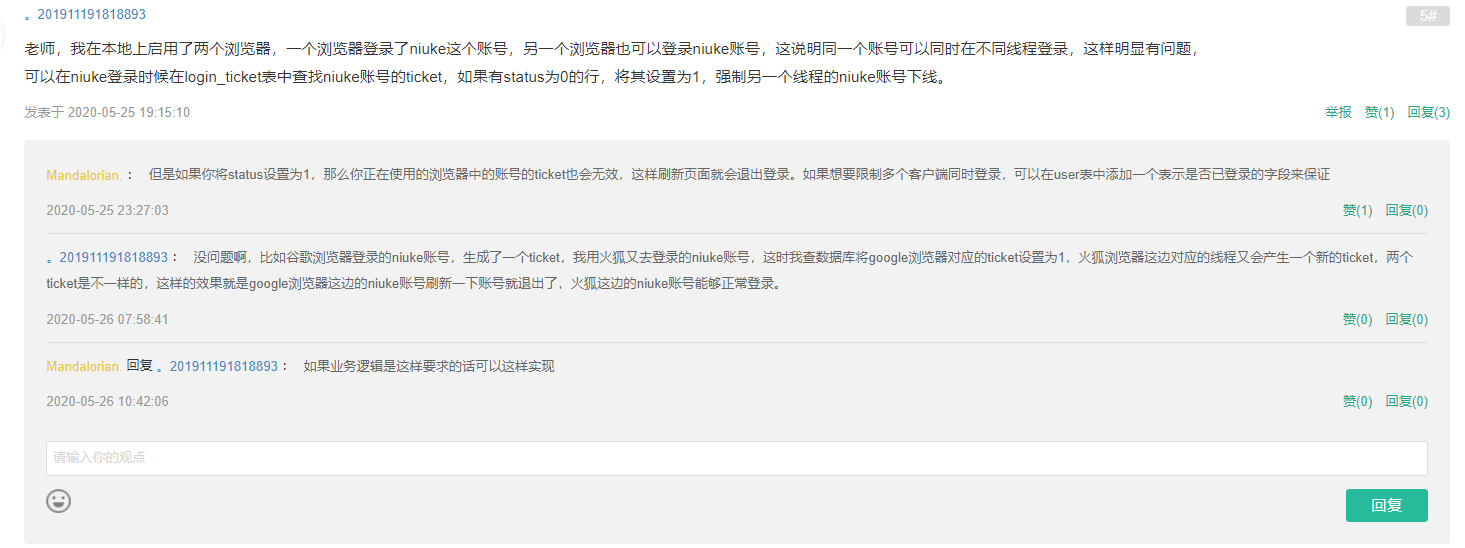 。201911191818893
5#
老师，我在本地上启用了两个浏览器，一个浏览器登录了niuke这个账号，另一个浏览器也可以登录niuke账号，这说明同一个账号可以同时在不同线程登录，这样明显有问题，
可以在niuke登录时候在login_ticket表中查找niuke账号的ticket，如果有status为0的行，将其设置为1，强制另一个线程的niuke账号下线。
发表于 2020-05-25 19:15:10 举报 赞(1) 回复(3)
Mandalorian.： 但是如果你将status设置为1，那么你正在使用的浏览器中的账号的ticket也会无效，这样刷新页面就会退出登录。如果想要限制多个客户端同时登录，可以在user表中添加一个表示是否已登录的字段来保证
2020-05-25 23:27:03 赞(1) 回复(0)
。201911191818893： 没问题啊，比如谷歌浏览器登录的niuke账号，生成了一个ticket，我用火狐又去登录的niuke账号，这时我查数据库将google浏览器对应的ticket设置为1，火狐浏览器这边对应的线程又会产生一个新的ticket，两个
ticket是不一样的，这样的效果就是google浏览器这边的niuke账号刷新一下账号就退出了，火狐这边的niuke账号能够正常登录。
2020-05-26 07:58:41 赞(0) 回复(0)
Mandalorian. 回复 。201911191818893： 如果业务逻辑是这样要求的话可以这样实现
2020-05-26 10:42:06 赞(0) 回复(0)
请输入你的观点
回复